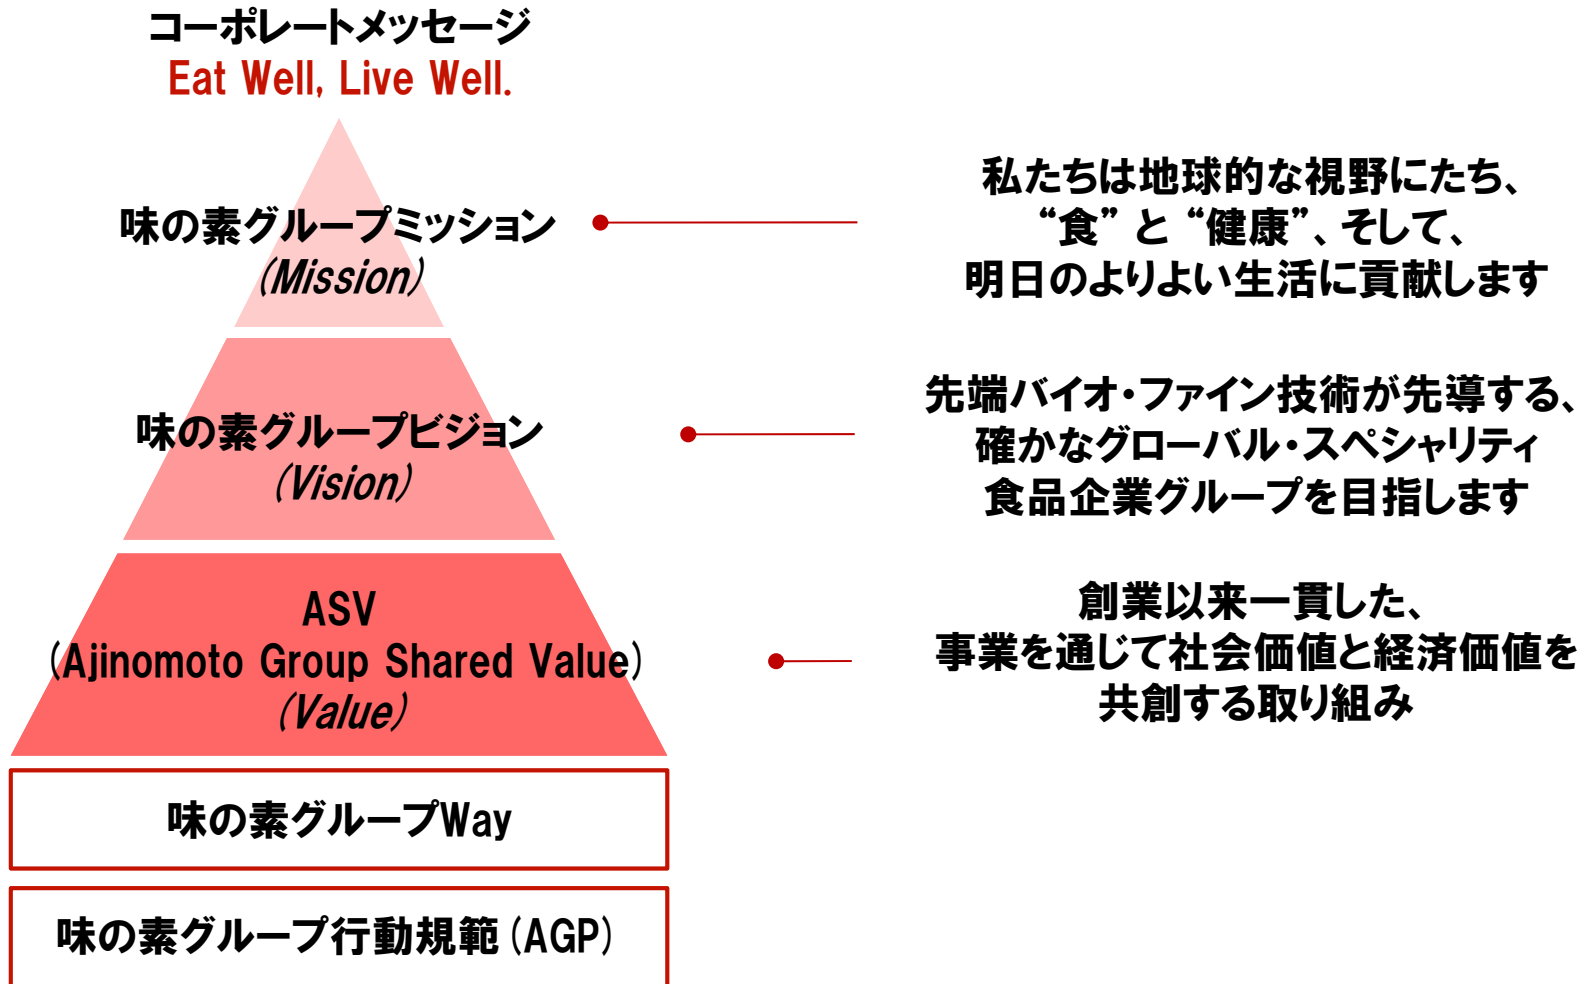 コーポレートメッセージ
Eat Well, Live Well.
味の素グループミッション
(Mission)
私たちは地球的な視野にたち、
“食” と “健康”、そして、
明日のよりよい生活に貢献します
味の素グループビジョン
(Vision)
先端バイオ・ファイン技術が先導する、
確かなグローバル・スペシャリティ
食品企業グループを目指します
ASV
(Ajinomoto Group Shared Value)
(Value)
創業以来一貫した、
事業を通じて社会価値と経済価値を
共創する取り組み
味の素グループWay
味の素グループ行動規範(AGP)